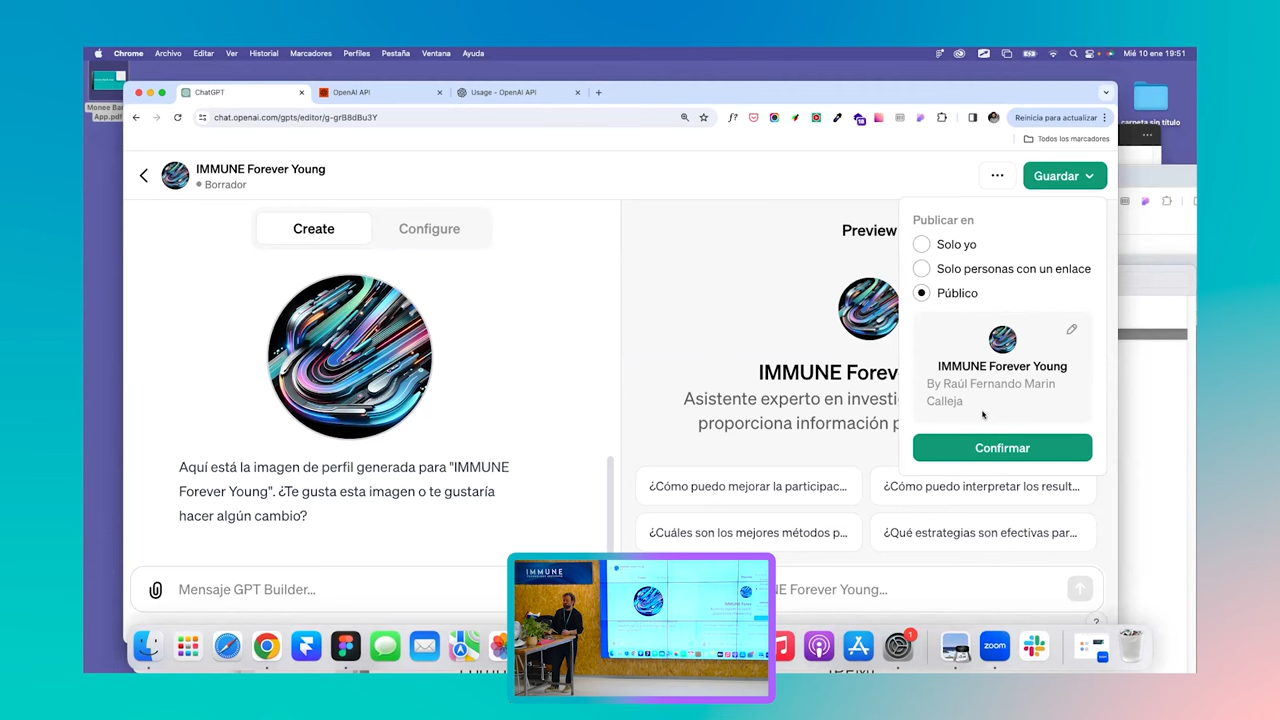 Chrome Archivo Editar Ver Historial Marcadores Perfiles Pestaña Ventana Ayuda
Mié 10 ene 19:51
Monee Ba
App.pdf
ChatGPT
OpenAI API
Usage - OpenAI API
chat.openai.com/gpts/editor/g-grB8dBu3Y
Reinicia para actualizar
carpeta sin título
Todos los marcadores
IMMUNE Forever Young
Borrador
Guardar
Create
Configure
Preview
Publicar en
Solo yo
Solo personas con un enlace
Público
IMMUNE Forever Young
By Raúl Fernando Marin
Calleja
Confirmar
IMMUNE Forev
Asistente experto en investi
proporciona información p
Aquí está la imagen de perfil generada para "IMMUNE
Forever Young". ¿Te gusta esta imagen o te gustaría
hacer algún cambio?
¿Cómo puedo mejorar la participac...
¿Cómo puedo interpretar los result...
¿Cuáles son los mejores métodos p...
¿Qué estrategias son efectivas par...
Mensaje GPT Builder...
NE Forever Young...
?
IMMUNE
1
zoom